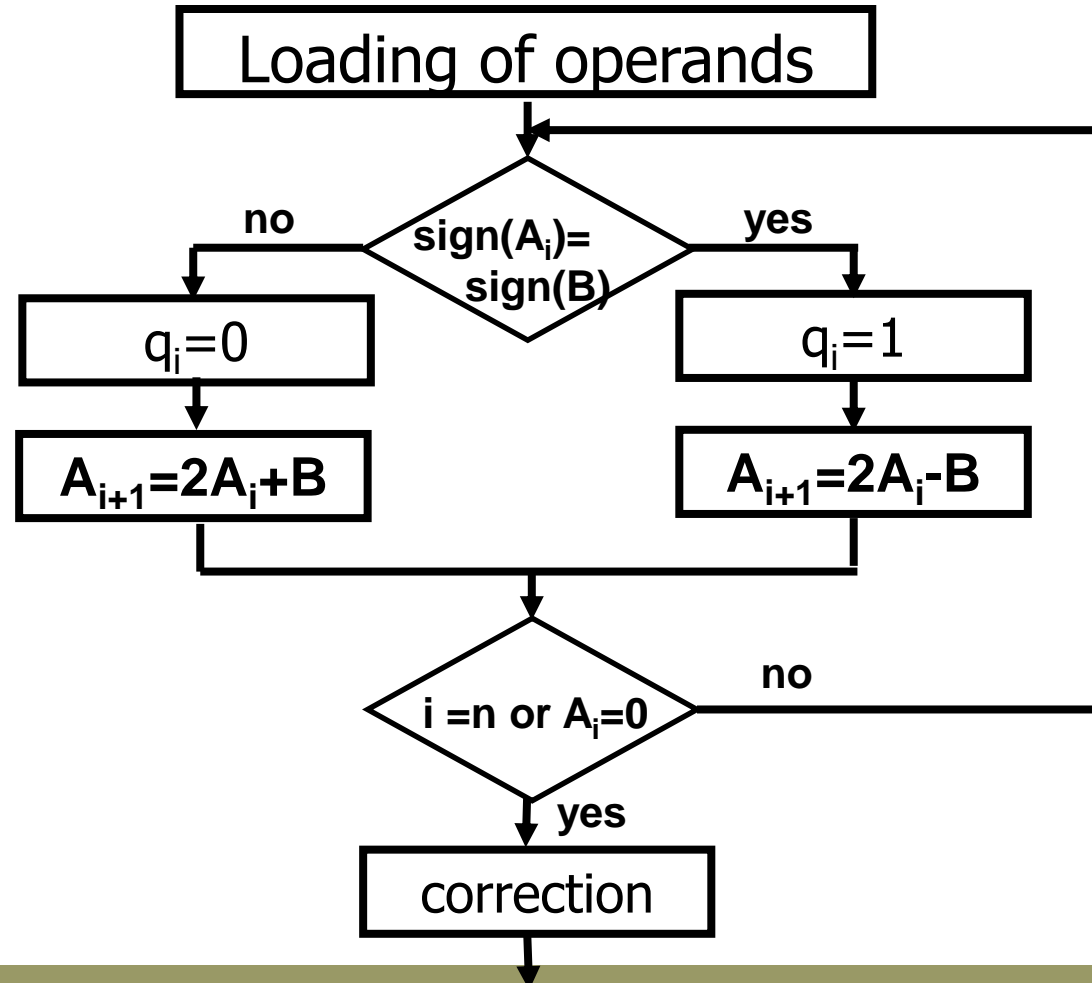 Loading of operands
no
yes
sign(Aᵢ)=
sign(B)
qᵢ=0
qᵢ=1
Aᵢ₊₁=2Aᵢ+B
Aᵢ₊₁=2Aᵢ-B
no
i =n or Aᵢ=0
yes
correction